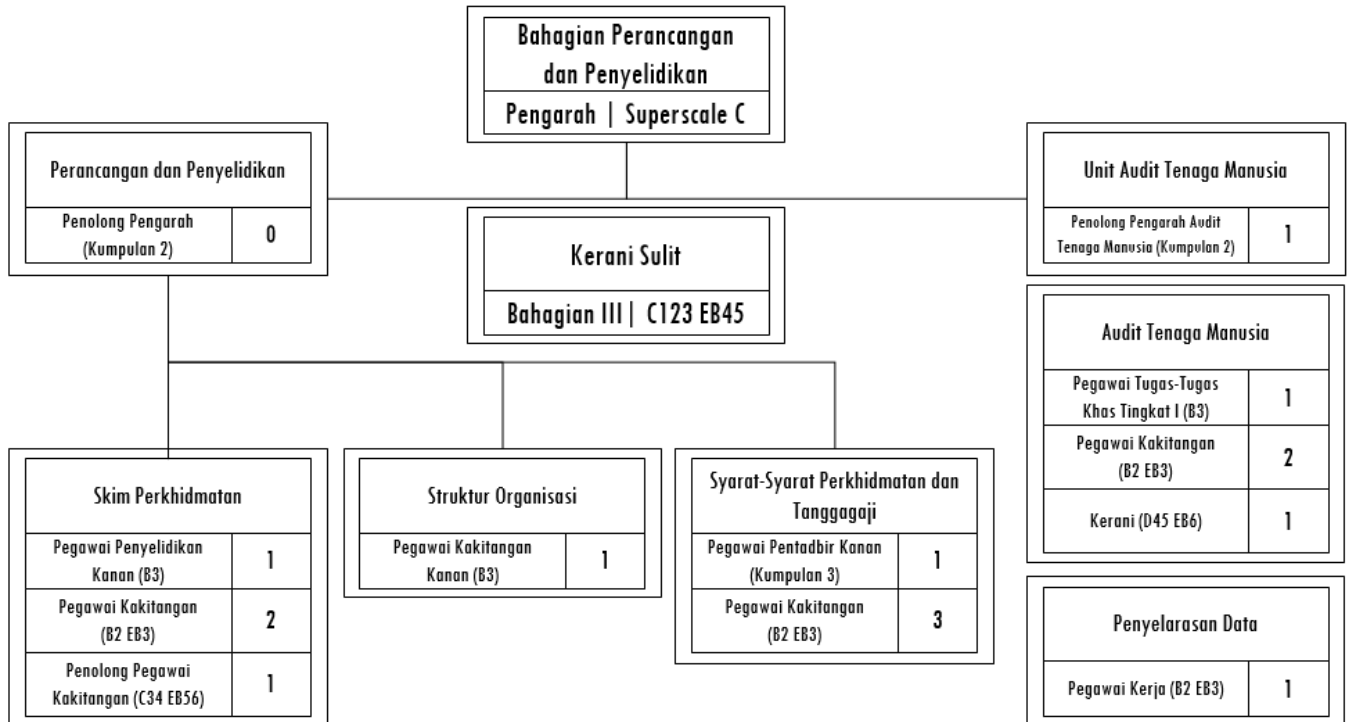 Bahagian Perancangan
dan Penyelidikan
Pengarah | Superscale C
Perancangan dan Penyelidikan
Penolong Pengarah
(Kumpulan 2)
0
Kerani Sulit
Bahagian III | C123 EB45
Unit Audit Tenaga Manusia
Penolong Pengarah Audit
Tenaga Manusia (Kumpulan 2)
1
Audit Tenaga Manusia
Pegawai Tugas-Tugas
Khas Tingkat I (B3)
1
Pegawai Kakitangan
(B2 EB3)
2
Kerani (D45 EB6)
1
Skim Perkhidmatan
Pegawai Penyelidikan
Kanan (B3)
1
Pegawai Kakitangan
(B2 EB3)
2
Penolong Pegawai
Kakitangan (C34 EB56)
1
Struktur Organisasi
Pegawai Kakitangan
Kanan (B3)
1
Syarat-Syarat Perkhidmatan dan
Tanggagaji
Pegawai Pentadbir Kanan
(Kumpulan 3)
1
Pegawai Kakitangan
(B2 EB3)
3
Penyelarasan Data
Pegawai Kerja (B2 EB3)
1